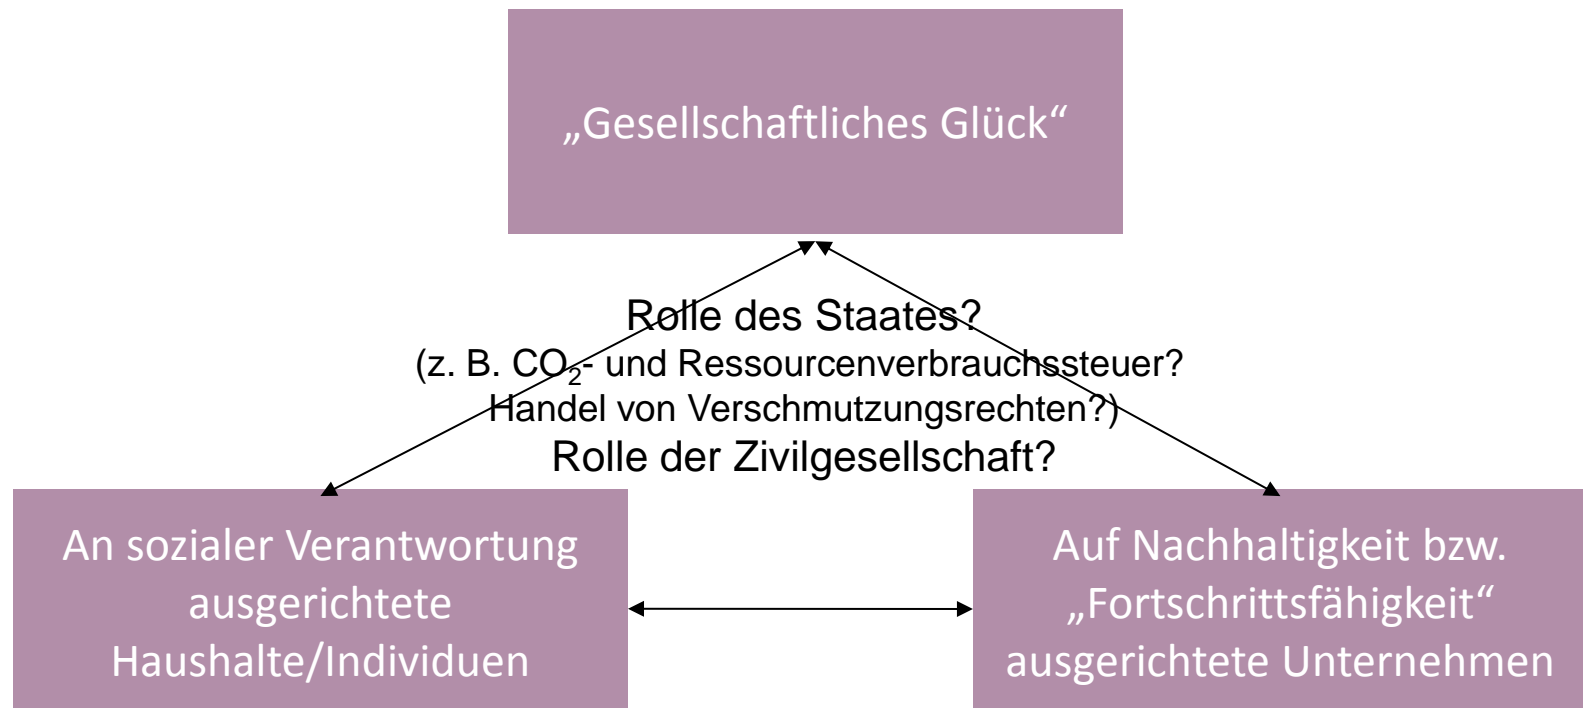 „Gesellschaftliches Glück“
Rolle des Staates?
(z. B. CO₂- und Ressourcenverbrauchssteuer?
Handel von Verschmutzungsrechten?)
Rolle der Zivilgesellschaft?
An sozialer Verantwortung
ausgerichtete
Haushalte/Individuen
Auf Nachhaltigkeit bzw.
„Fortschrittsfähigkeit“
ausgerichtete Unternehmen